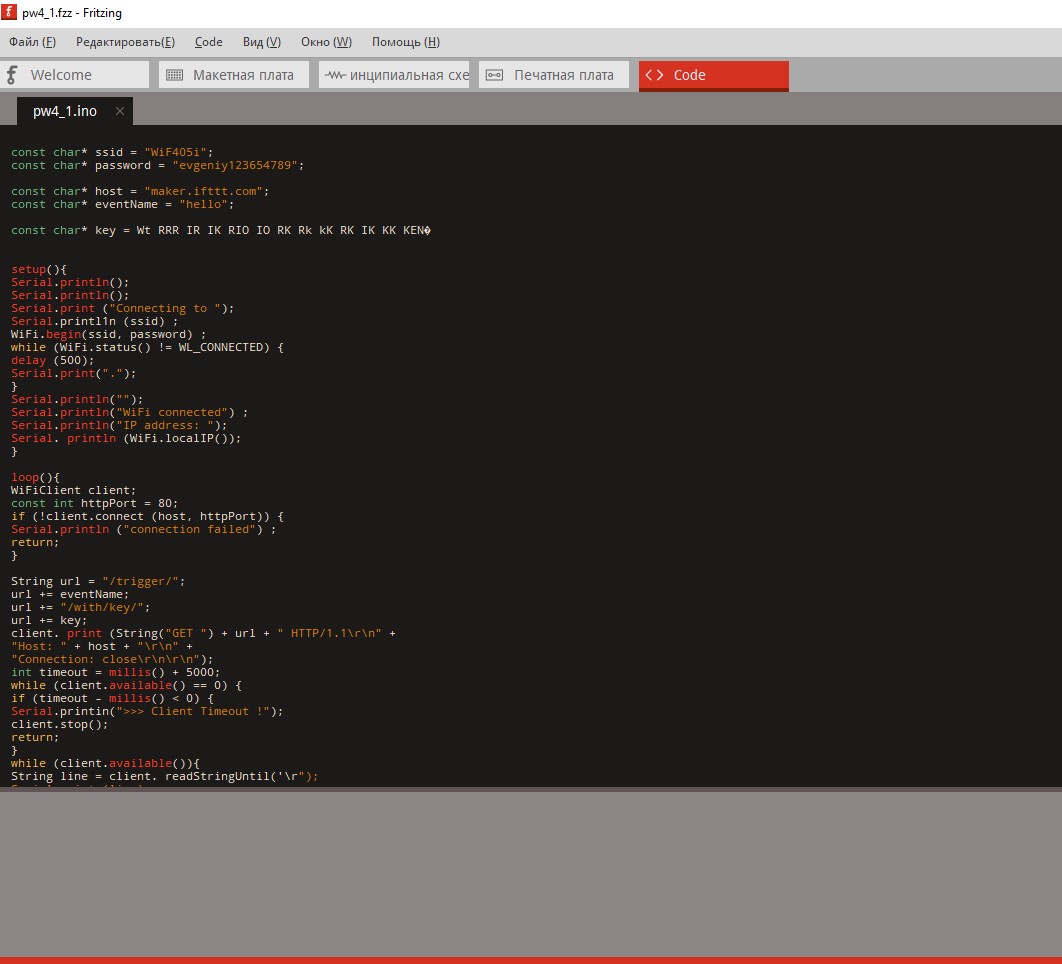 pw4_1.fzz - Fritzing
Файл (F) Редактировать(E) Code Вид (V) Окно (W) Помощь (H)
Welcome Макетная плата инципиальная схе Печатная плата Code
pw4_1.ino
const char* ssid = "WiF405i";
const char* password = "evgeniy123654789";
const char* host = "maker.ifttt.com";
const char* eventName = "hello";
const char* key = Wt RRR IR IK RIO IO RK Rk kK RK IK KK KEN�
setup(){
Serial.println();
Serial.println();
Serial.print ("Connecting to ");
Serial.printl1n (ssid) ;
WiFi.begin(ssid, password) ;
while (WiFi.status() != WL_CONNECTED) {
delay (500);
Serial.print(".");
}
Serial.println("");
Serial.println("WiFi connected") ;
Serial.println("IP address: ");
Serial. println (WiFi.localIP());
}
loop(){
WiFiClient client;
const int httpPort = 80;
if (!client.connect (host, httpPort)) {
Serial.println ("connection failed") ;
return;
}
String url = "/trigger/";
url += eventName;
url += "/with/key/";
url += key;
client. print (String("GET ") + url + " HTTP/1.1\r\n" +
"Host: " + host + "\r\n" +
"Connection: close\r\n\r\n");
int timeout = millis() + 5000;
while (client.available() == 0) {
if (timeout - millis() < 0) {
Serial.printin(">>> Client Timeout !");
client.stop();
return;
}
while (client.available()){
String line = client. readStringUntil('\r");